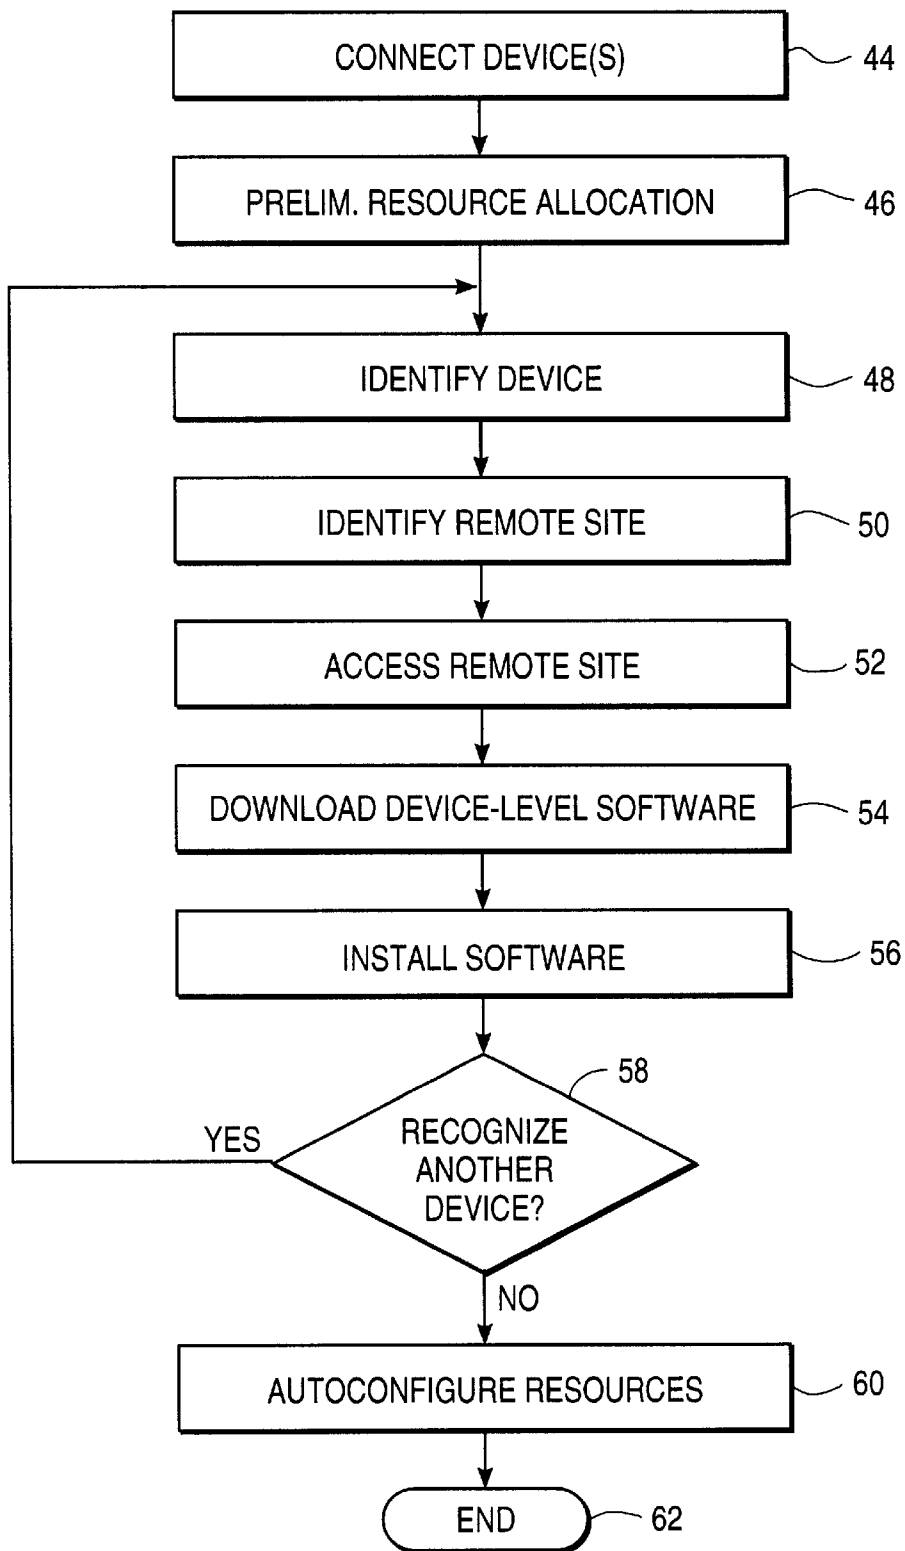 CONNECT DEVICE(S)
44
PRELIM. RESOURCE ALLOCATION
46
IDENTIFY DEVICE
48
IDENTIFY REMOTE SITE
50
ACCESS REMOTE SITE
52
DOWNLOAD DEVICE-LEVEL SOFTWARE
54
INSTALL SOFTWARE
56
58
YES
RECOGNIZE
ANOTHER
DEVICE?
NO
AUTOCONFIGURE RESOURCES
60
END
62